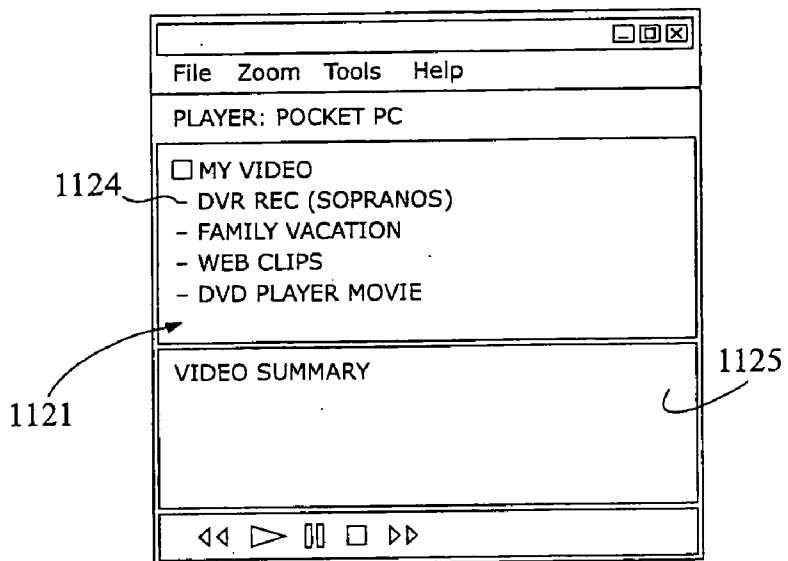 File Zoom Tools Help
PLAYER: POCKET PC
MY VIDEO
1124
- DVR REC (SOPRANOS)
- FAMILY VACATION
- WEB CLIPS
- DVD PLAYER MOVIE
1121
VIDEO SUMMARY
1125